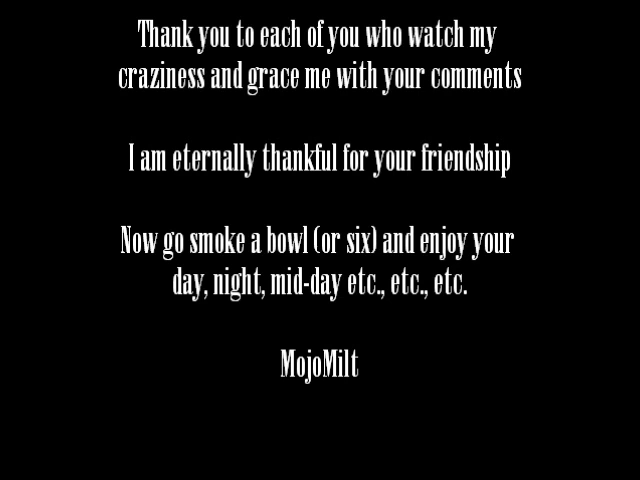 Thank you to each of you who watch my
craziness and grace me with your comments
I am eternally thankful for your friendship
Now go smoke a bowl (or six) and enjoy your
day, night, mid-day etc., etc., etc.
MojoMilt